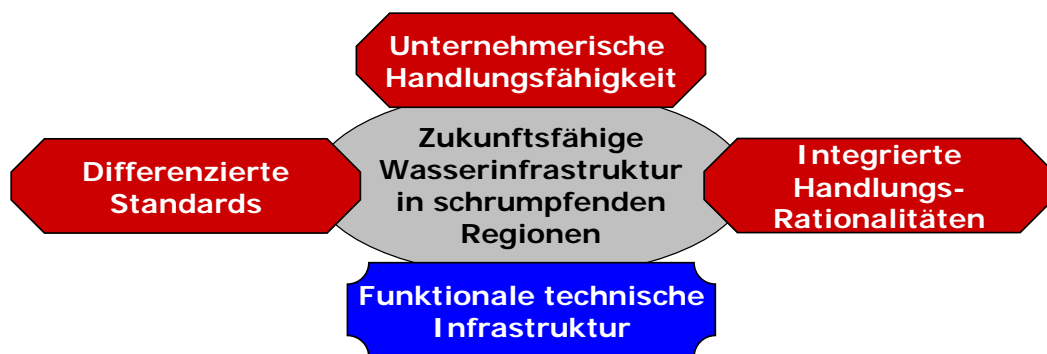 Unternehmerische
Handlungsfähigkeit
Differenzierte
Standards
Zukunftsfähige
Wasserinfrastruktur
in schrumpfenden
Regionen
Integrierte
Handlungs-
Rationalitäten
Funktionale technische
Infrastruktur